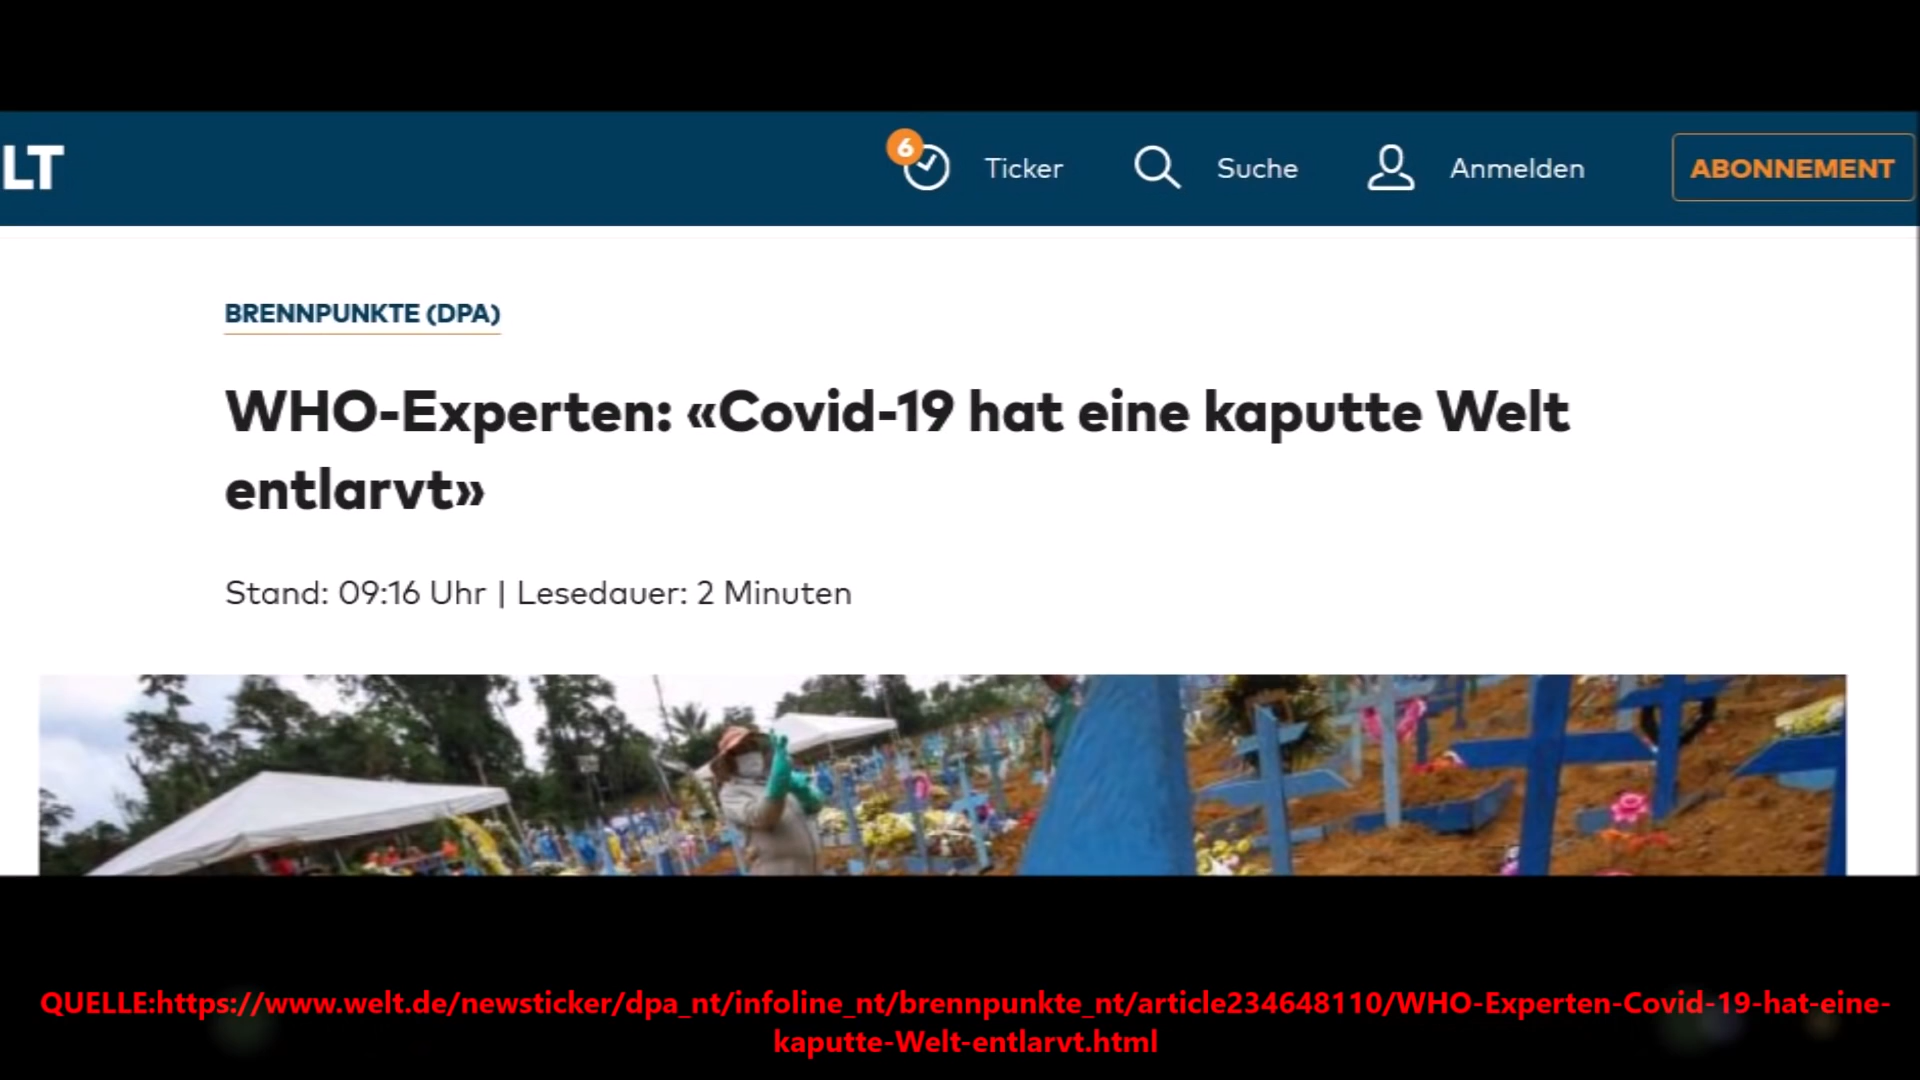 LT
6 Ticker Suche Anmelden ABONNEMENT
BRENNPUNKTE (DPA)
WHO-Experten: «Covid-19 hat eine kaputte Welt
entlarvt»
Stand: 09:16 Uhr | Lesedauer: 2 Minuten
QUELLE:https://www.welt.de/newsticker/dpa_nt/infoline_nt/brennpunkte_nt/article234648110/WHO-Experten-Covid-19-hat-eine-
kaputte-Welt-entlarvt.html